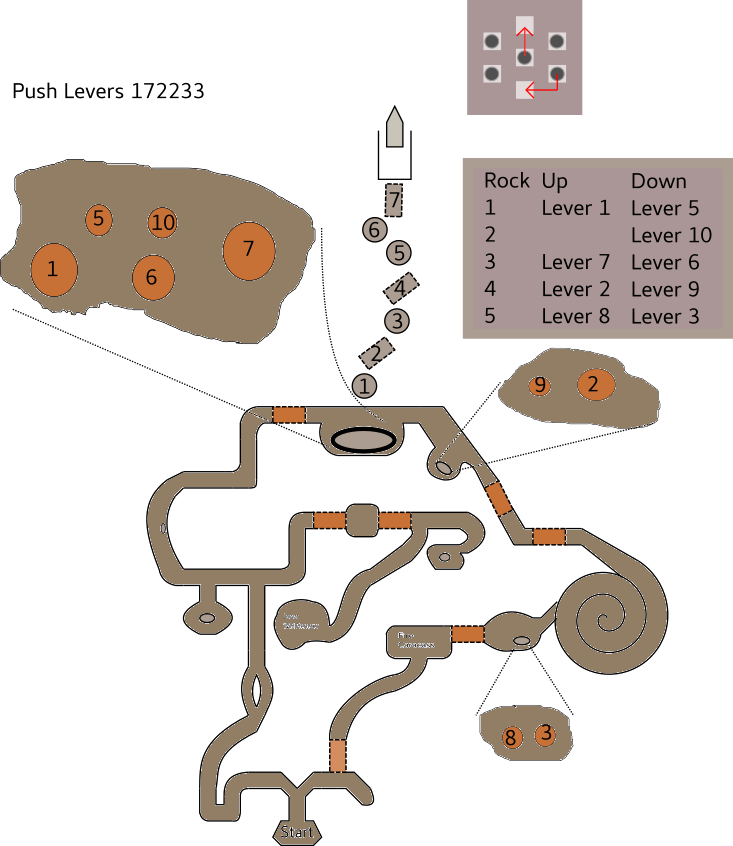 Push Levers 172233
Rock Up Down
1 Lever 1 Lever 5
2 Lever 10
3 Lever 7 Lever 6
4 Lever 2 Lever 9
5 Lever 8 Lever 3
7
6
5
4
3
2
1
5 10 7
1 6
9 2
8 3
Start